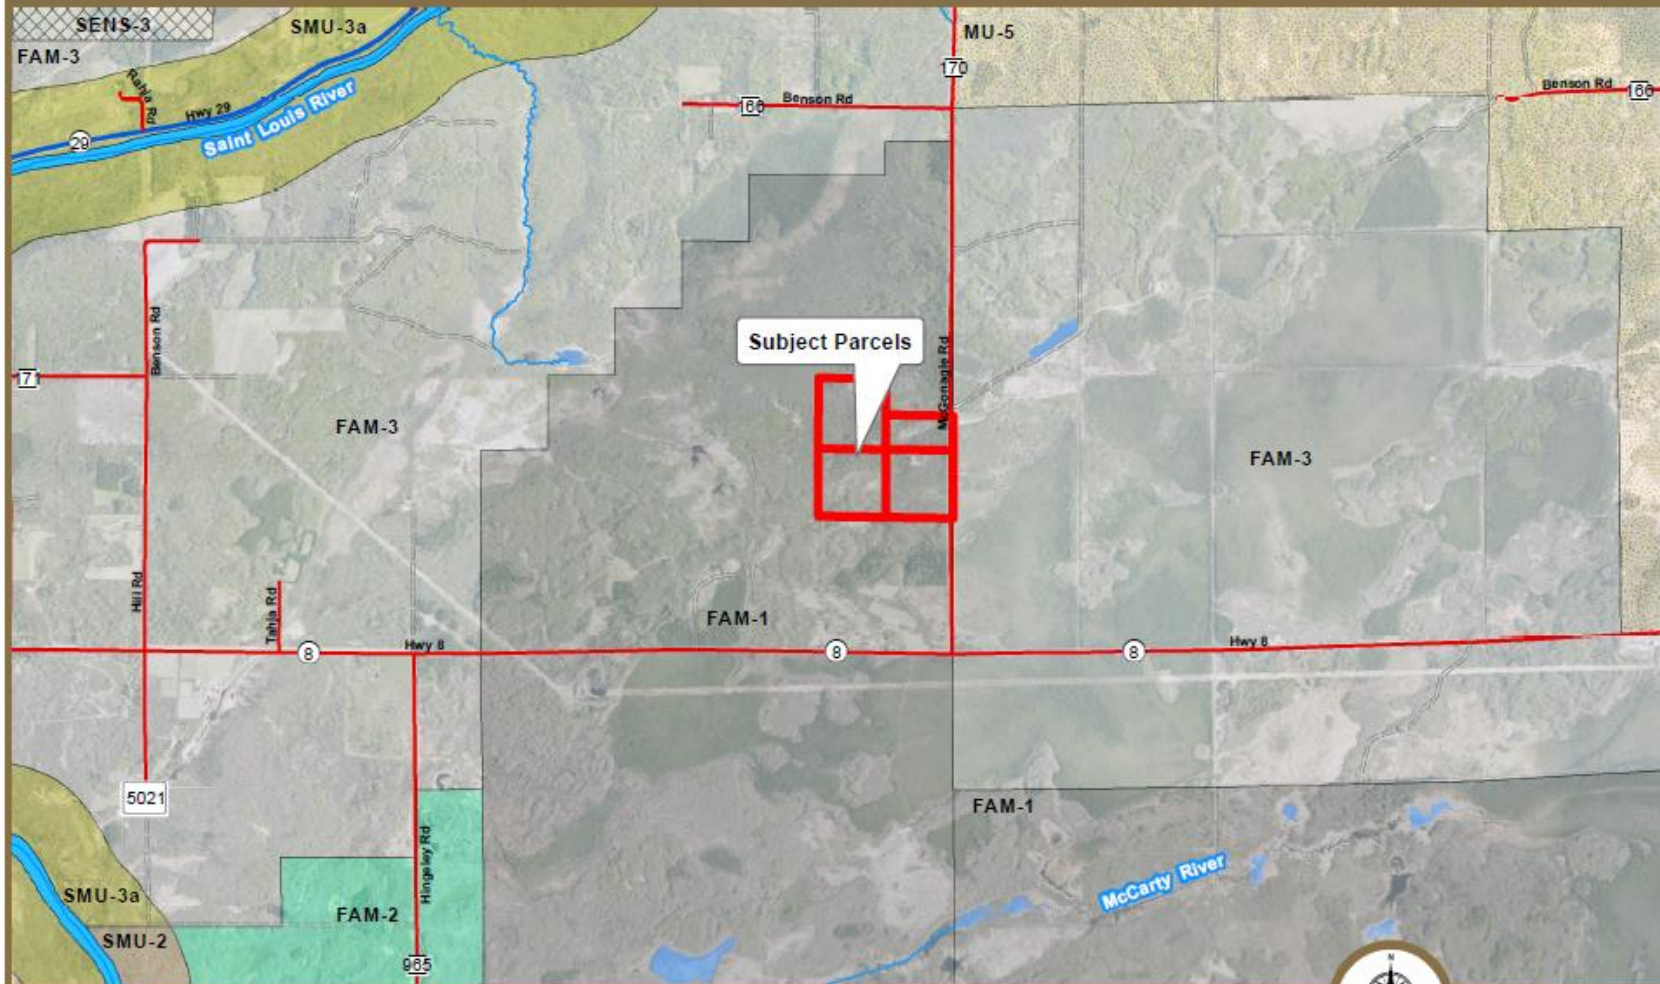 SENS-3
SMU-3a
MU-5
FAM-3
170
Rahja Rd
Benson Rd
166
Benson Rd
166
Hwy 29
29
Saint Louis River
Benson Rd
Subject Parcels
McGonagle Rd
171
FAM-3
FAM-3
Hill Rd
Tahja Rd
FAM-1
8
Hwy 8
8
8
Hwy 8
5021
FAM-1
Hingeley Rd
McCarty River
SMU-3a
FAM-2
SMU-2
965
N